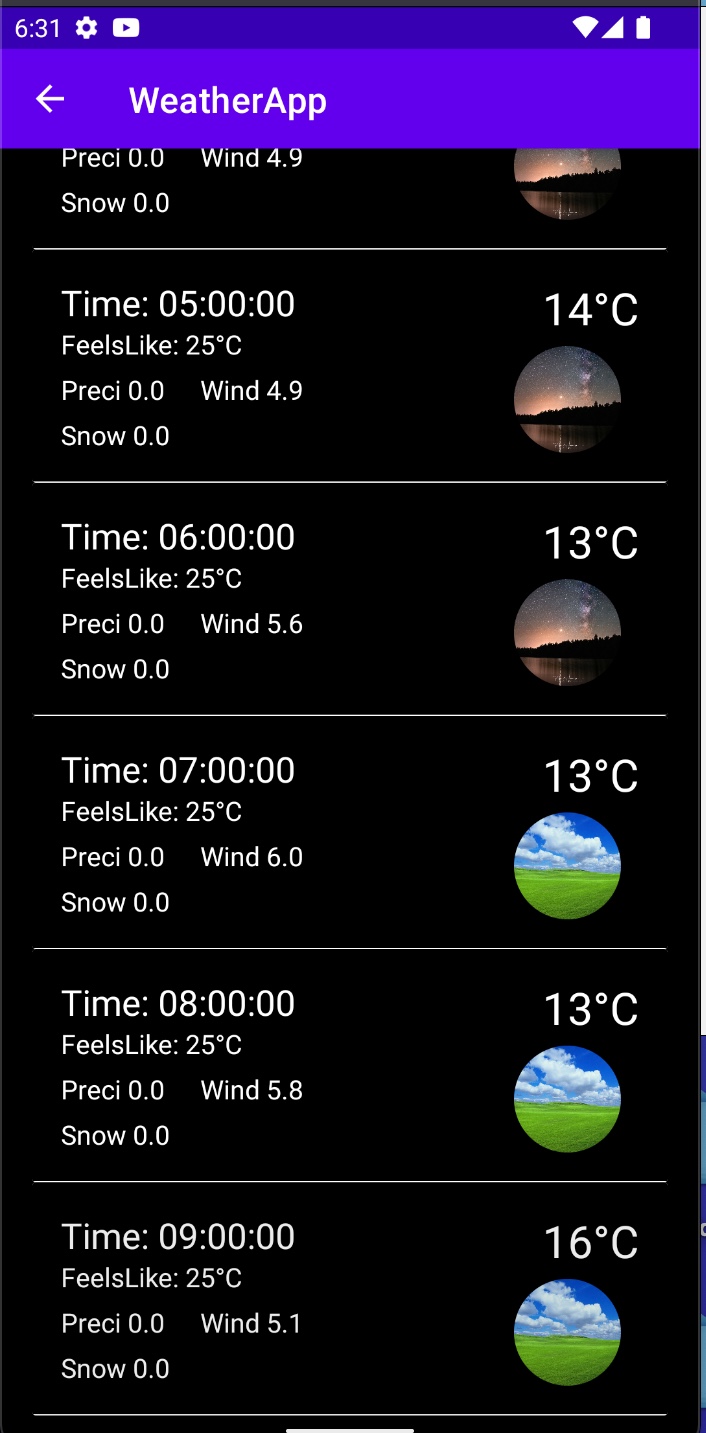 6:31
WeatherApp
Preci 0.0 Wind 4.9
Snow 0.0
Time: 05:00:00 14°C
FeelsLike: 25°C
Preci 0.0 Wind 4.9
Snow 0.0
Time: 06:00:00 13°C
FeelsLike: 25°C
Preci 0.0 Wind 5.6
Snow 0.0
Time: 07:00:00 13°C
FeelsLike: 25°C
Preci 0.0 Wind 6.0
Snow 0.0
Time: 08:00:00 13°C
FeelsLike: 25°C
Preci 0.0 Wind 5.8
Snow 0.0
Time: 09:00:00 16°C
FeelsLike: 25°C
Preci 0.0 Wind 5.1
Snow 0.0